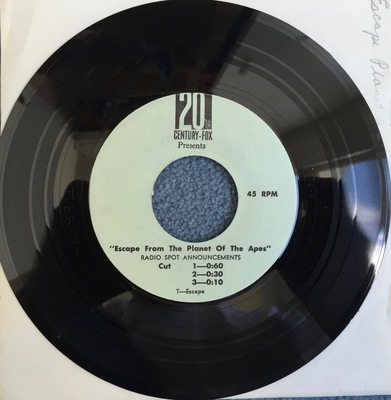 20TH
CENTURY-FOX
Presents
45 RPM
"Escape From The Planet Of The Apes"
RADIO SPOT ANNOUNCEMENTS
Cut 1—0:60
2—0:30
3—0:10
T—Escape
Escape